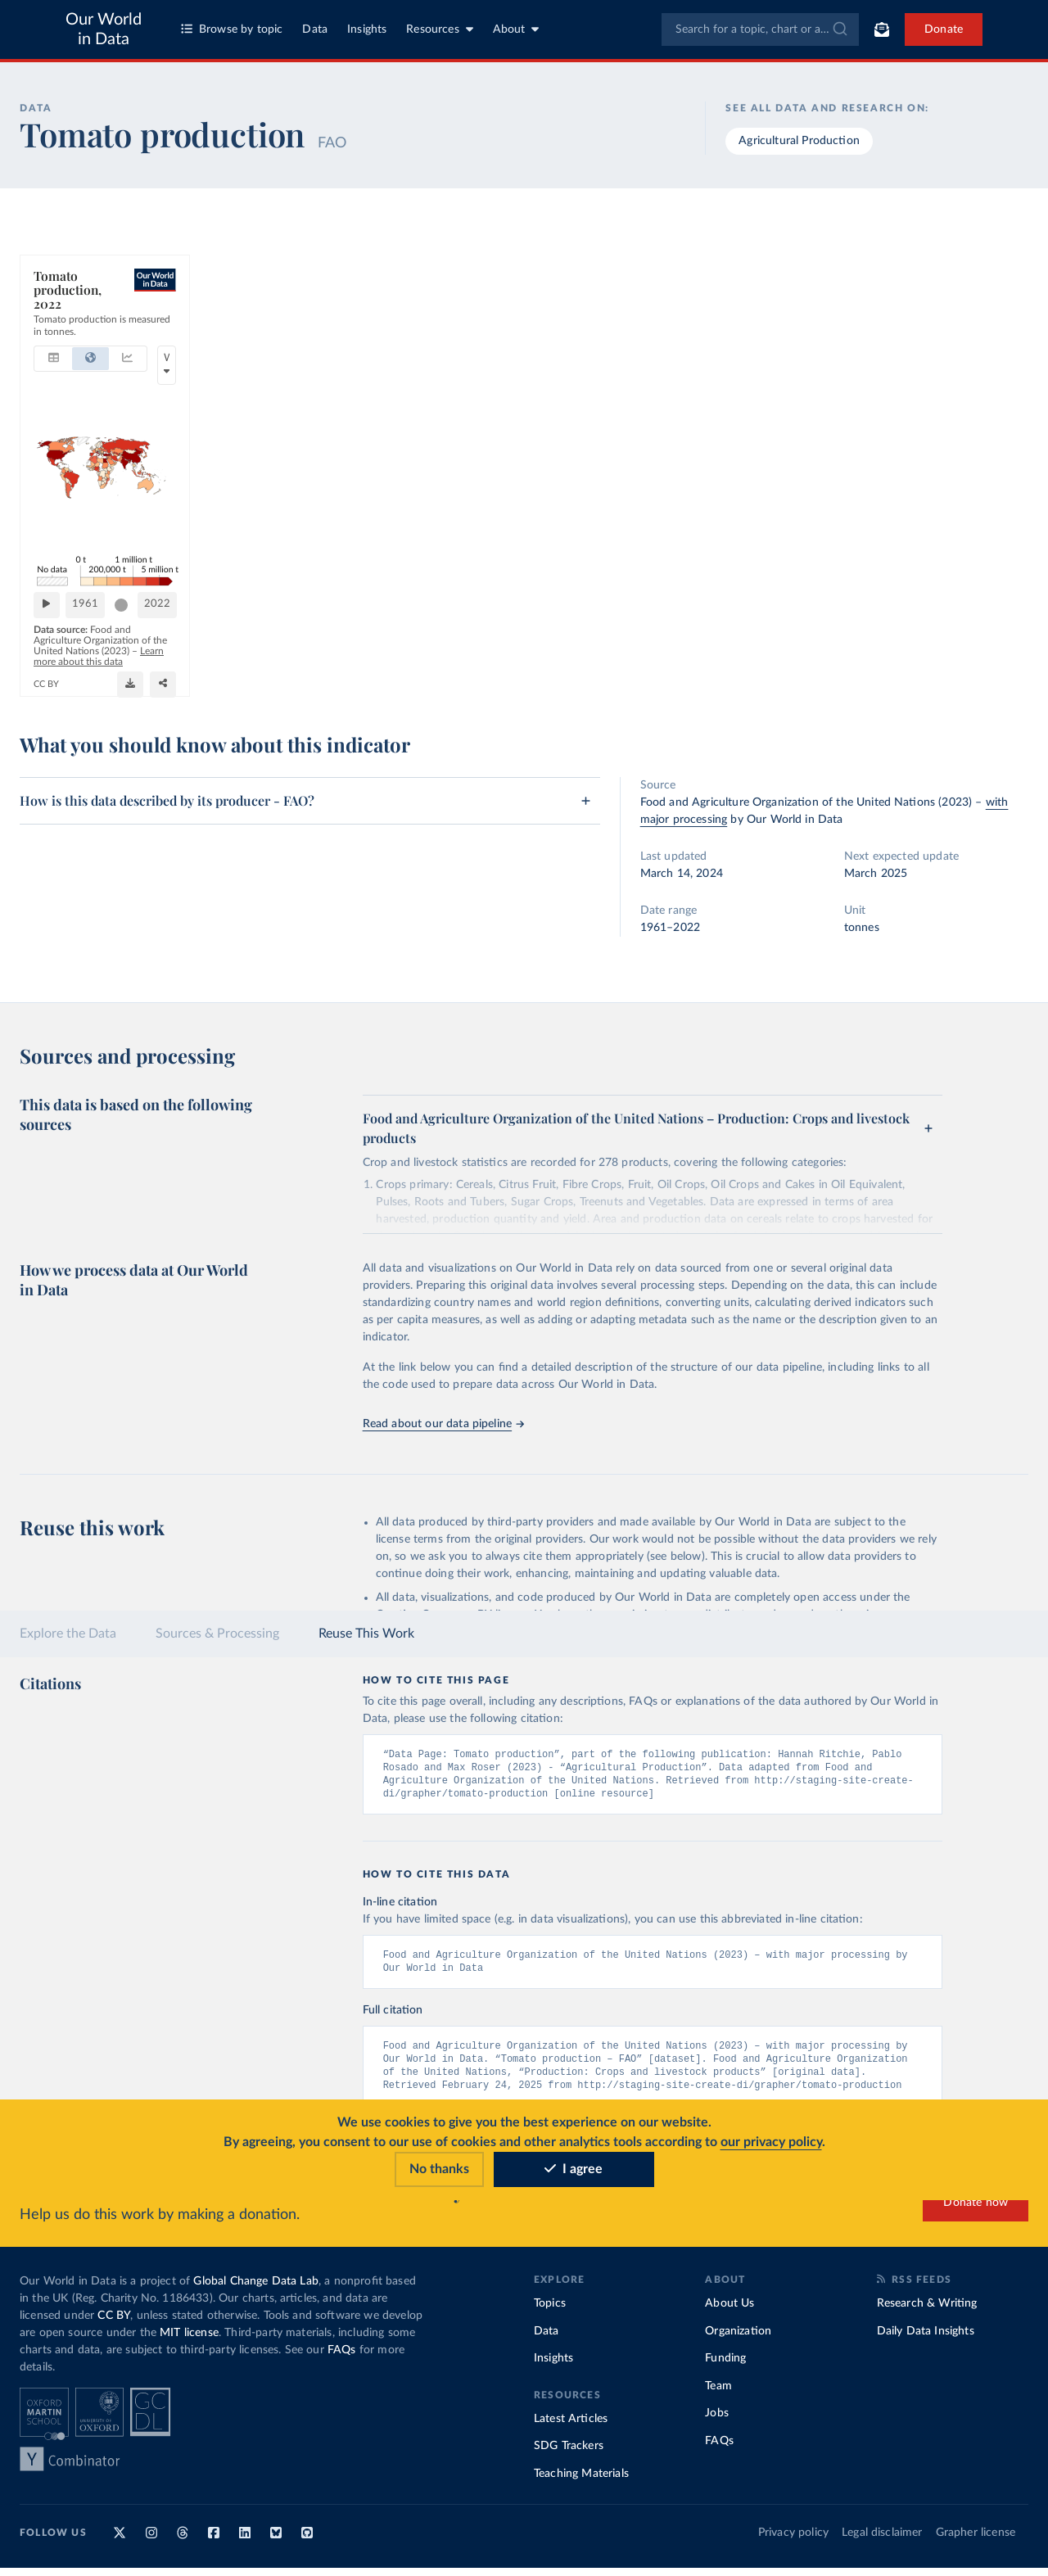 Our World
in Data
Browse by topic
Data
Insights
Resources
About
Search for a topic, chart or a...
Donate
DATA
Tomato production FAO
SEE ALL DATA AND RESEARCH ON:
Agricultural Production
Tomato
production,
2022
Our World
in Data
Tomato production is measured
in tonnes.
V
0 t
1 million t
No data
200,000 t
5 million t
1961
2022
Data source: Food and
Agriculture Organization of the
United Nations (2023) – Learn
more about this data
CC BY
What you should know about this indicator
How is this data described by its producer - FAO?
Source
Food and Agriculture Organization of the United Nations (2023) – with
major processing by Our World in Data
Last updated
March 14, 2024
Next expected update
March 2025
Date range
1961–2022
Unit
tonnes
Sources and processing
This data is based on the following
sources
Food and Agriculture Organization of the United Nations – Production: Crops and livestock
products
Crop and livestock statistics are recorded for 278 products, covering the following categories:
1. Crops primary: Cereals, Citrus Fruit, Fibre Crops, Fruit, Oil Crops, Oil Crops and Cakes in Oil Equivalent,
Pulses, Roots and Tubers, Sugar Crops, Treenuts and Vegetables. Data are expressed in terms of area
harvested, production quantity and yield. Area and production data on cereals relate to crops harvested for
How we process data at Our World
in Data
All data and visualizations on Our World in Data rely on data sourced from one or several original data
providers. Preparing this original data involves several processing steps. Depending on the data, this can include
standardizing country names and world region definitions, converting units, calculating derived indicators such
as per capita measures, as well as adding or adapting metadata such as the name or the description given to an
indicator.
At the link below you can find a detailed description of the structure of our data pipeline, including links to all
the code used to prepare data across Our World in Data.
Read about our data pipeline
Reuse this work
• All data produced by third-party providers and made available by Our World in Data are subject to the
license terms from the original providers. Our work would not be possible without the data providers we rely
on, so we ask you to always cite them appropriately (see below). This is crucial to allow data providers to
continue doing their work, enhancing, maintaining and updating valuable data.
• All data, visualizations, and code produced by Our World in Data are completely open access under the
Explore the Data
Sources & Processing
Reuse This Work
Citations
HOW TO CITE THIS PAGE
To cite this page overall, including any descriptions, FAQs or explanations of the data authored by Our World in
Data, please use the following citation:
“Data Page: Tomato production”, part of the following publication: Hannah Ritchie, Pablo
Rosado and Max Roser (2023) - “Agricultural Production”. Data adapted from Food and
Agriculture Organization of the United Nations. Retrieved from http://staging-site-create-
di/grapher/tomato-production [online resource]
HOW TO CITE THIS DATA
In-line citation
If you have limited space (e.g. in data visualizations), you can use this abbreviated in-line citation:
Food and Agriculture Organization of the United Nations (2023) – with major processing by
Our World in Data
Full citation
Food and Agriculture Organization of the United Nations (2023) – with major processing by
Our World in Data. “Tomato production – FAO” [dataset]. Food and Agriculture Organization
of the United Nations, “Production: Crops and livestock products” [original data].
Retrieved February 24, 2025 from http://staging-site-create-di/grapher/tomato-production
We use cookies to give you the best experience on our website.
By agreeing, you consent to our use of cookies and other analytics tools according to our privacy policy.
No thanks
I agree
Help us do this work by making a donation.
Donate now
Our World in Data is a project of Global Change Data Lab, a nonprofit based
in the UK (Reg. Charity No. 1186433). Our charts, articles, and data are
licensed under CC BY, unless stated otherwise. Tools and software we develop
are open source under the MIT license. Third-party materials, including some
charts and data, are subject to third-party licenses. See our FAQs for more
details.
OXFORD
MARTIN
SCHOOL
UNIVERSITY OF
OXFORD
GC
DL
Y Combinator
EXPLORE
Topics
Data
Insights
RESOURCES
Latest Articles
SDG Trackers
Teaching Materials
ABOUT
About Us
Organization
Funding
Team
Jobs
FAQs
RSS FEEDS
Research & Writing
Daily Data Insights
FOLLOW US
Privacy policy
Legal disclaimer
Grapher license